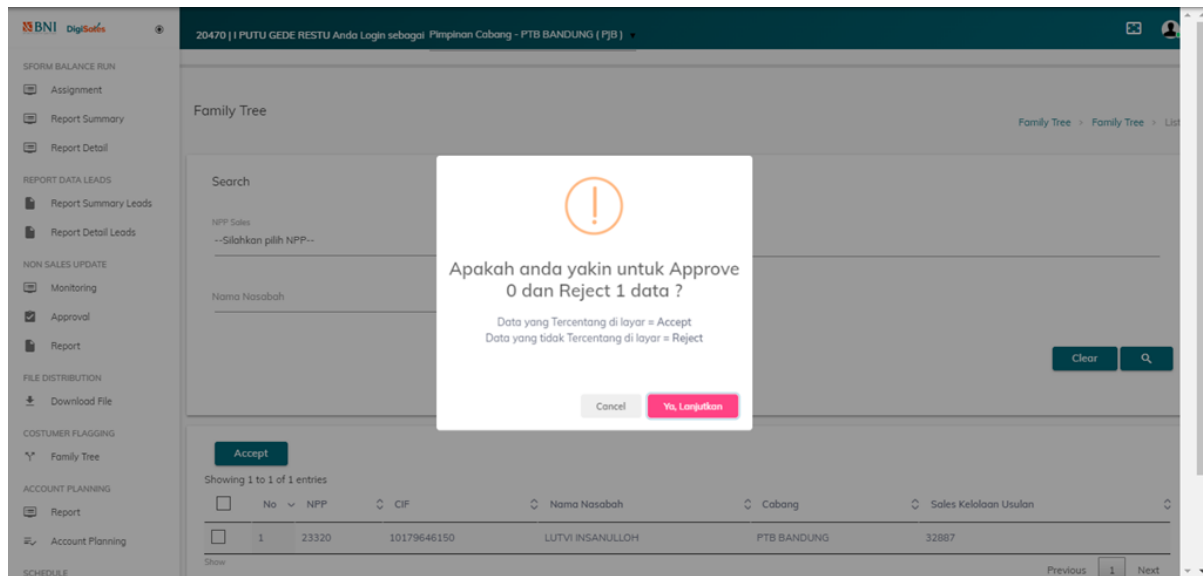 BNI DigiSales
20470 | I PUTU GEDE RESTU Anda Login sebagai Pimpinan Cabang - PTB BANDUNG ( PJB )
SFORM BALANCE RUN
Assignment
Report Summary
Report Detail
REPORT DATA LEADS
Report Summary Leads
Report Detail Leads
NON SALES UPDATE
Monitoring
Approval
Report
FILE DISTRIBUTION
Download File
COSTUMER FLAGGING
Family Tree
ACCOUNT PLANNING
Report
Account Planning
SCHEDULE
Family Tree
Family Tree > Family Tree > List
Search
NPP Sales
--Silahkan pilih NPP--
Nama Nasabah
Clear
Apakah anda yakin untuk Approve
0 dan Reject 1 data ?
Data yang Tercentang di layar = Accept
Data yang tidak Tercentang di layar = Reject
Cancel Ya, Lanjutkan
Accept
Showing 1 to 1 of 1 entries
No NPP CIF Nama Nasabah Cabang Sales Kelolaan Usulan
1 23320 10179646150 LUTVI INSANULLOH PTB BANDUNG 32887
Show
Previous 1 Next